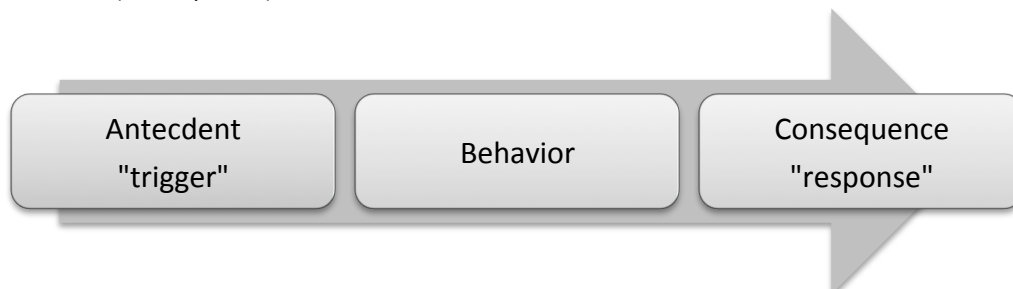 Antecdent
"trigger"
Behavior
Consequence
"response"